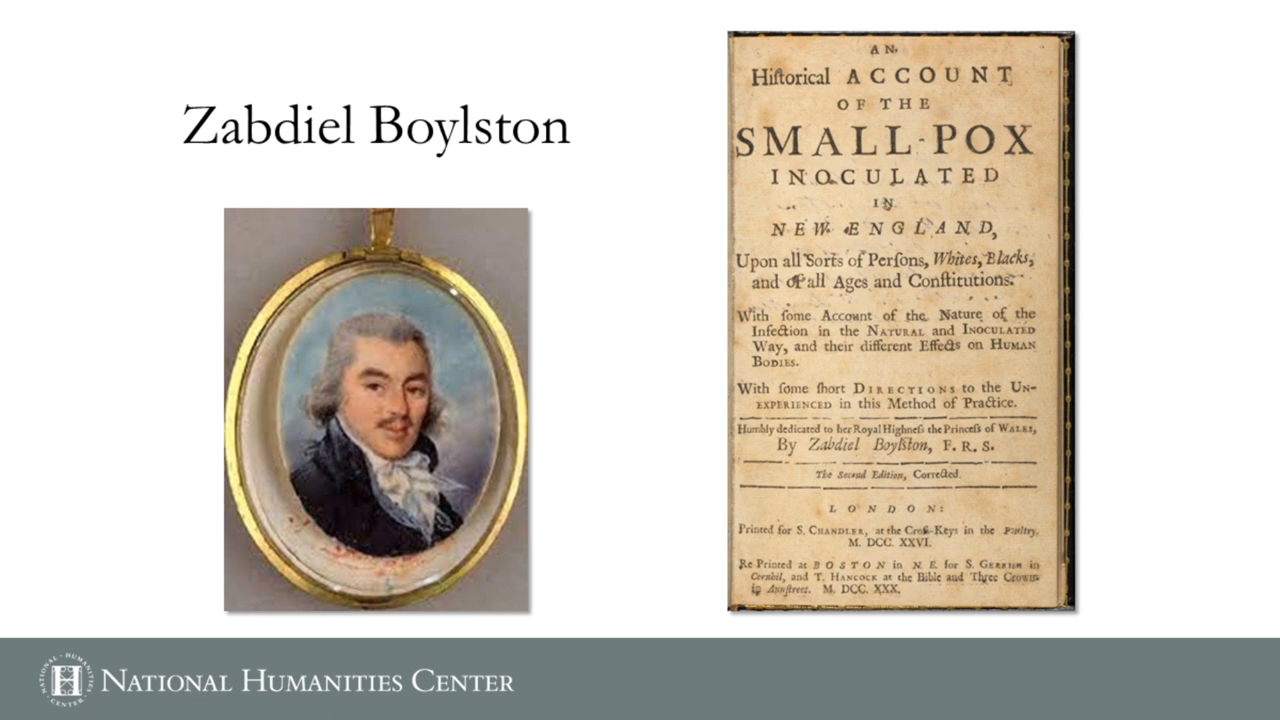 Zabdiel Boylston
AN
Hiſtorical ACCOUNT
OF THE
SMALL-POX
INOCULATED
IN
NEW ENGLAND,
Upon all Sorts of Perſons, Whites, Blacks,
and of all Ages and Conſtitutions.
With ſome Account of the Nature of the
Infection in the NATURAL and INOCULATED
Way, and their different Effects on HUMAN
BODIES.
With ſome ſhort DIRECTIONS to the UN-
EXPERIENCED in this Method of Practice.
Humbly dedicated to her Royal Highneſs the Princeſs of WALES,
By Zabdiel Boylſton, F. R. S.
The Second Edition, Corrected.
LONDON:
Printed for S. CHANDLER, at the Croſs-Keys in the Poultry.
M. DCC. XXVI.
Re-Printed at BOSTON in N. E. for S. GERRISH in
Cornhil, and T. HANCOCK at the Bible and Three Crowns
in Annſtreet. M. DCC. XXX.
NATIONAL HUMANITIES CENTER
NATIONAL · HUMANITIES · CENTER ·
H